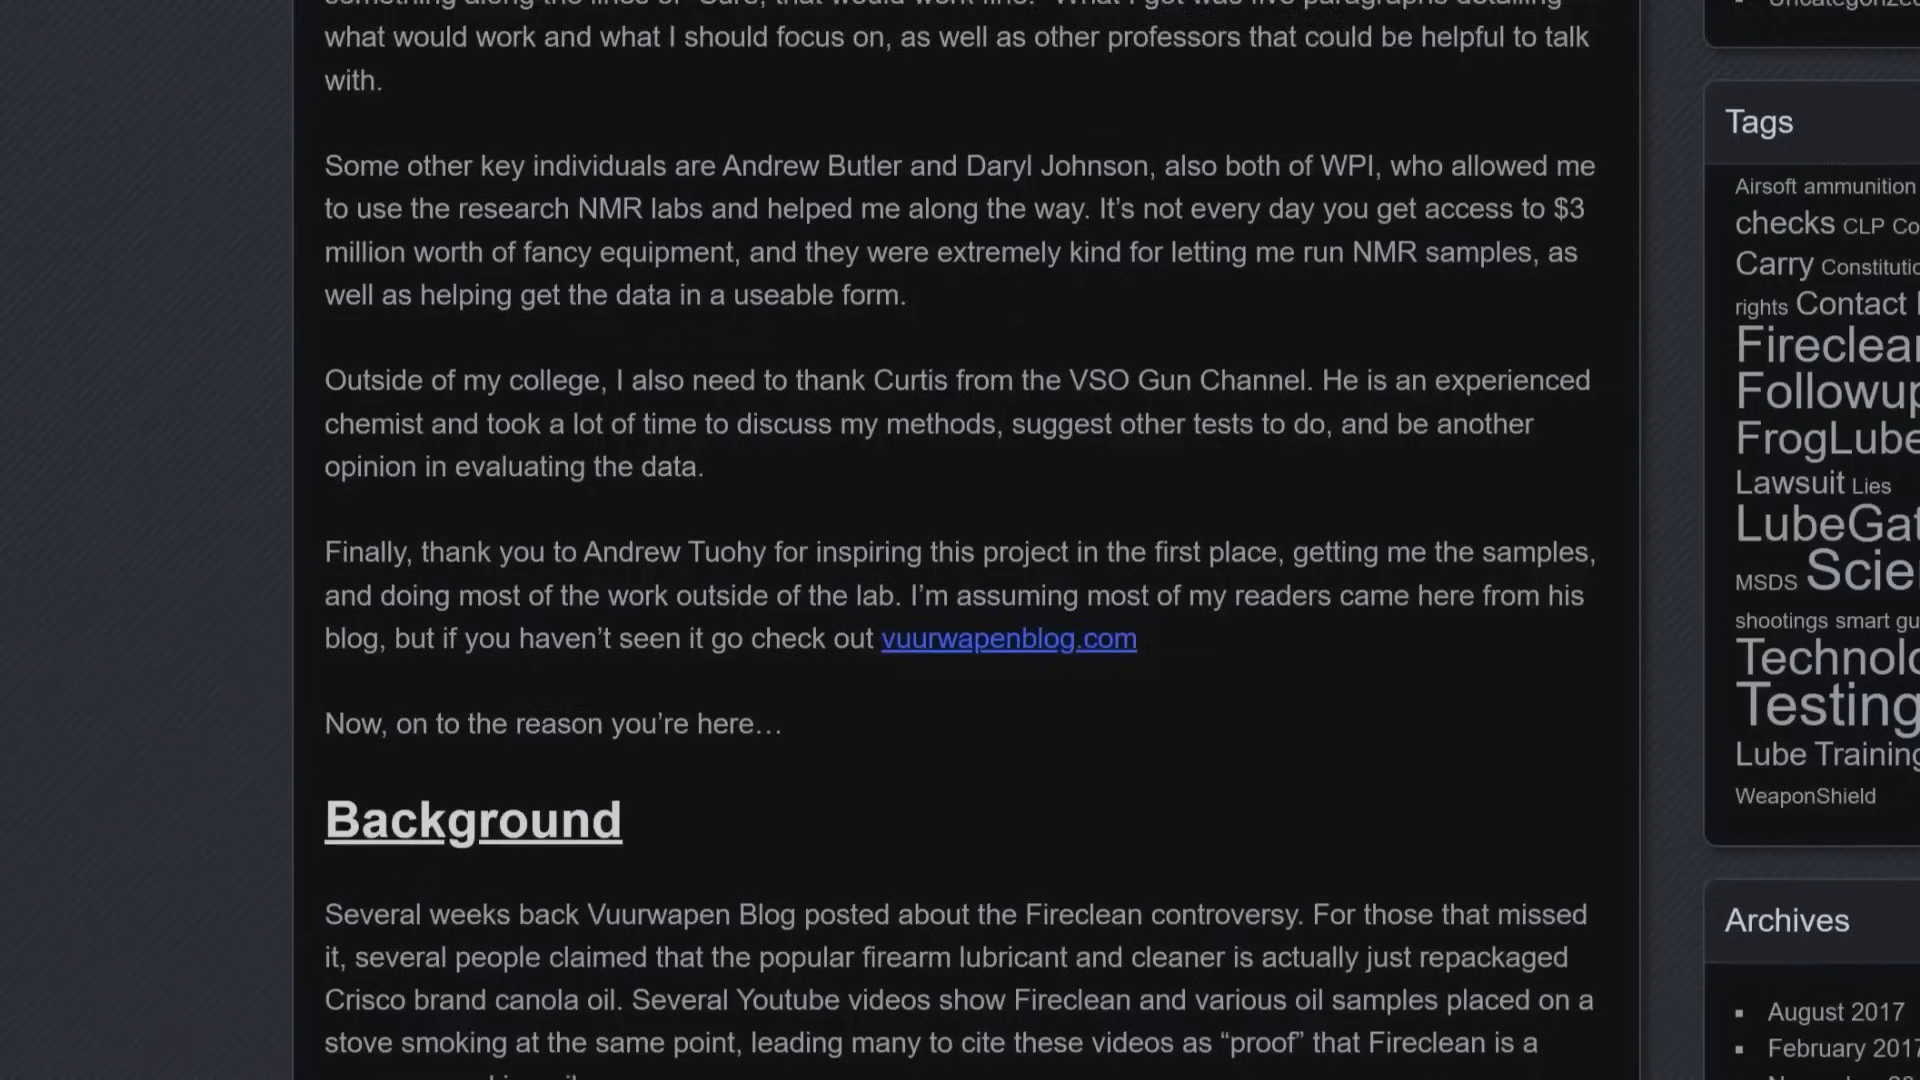 what would work and what I should focus on, as well as other professors that could be helpful to talk
with.
Some other key individuals are Andrew Butler and Daryl Johnson, also both of WPI, who allowed me
to use the research NMR labs and helped me along the way. It’s not every day you get access to $3
million worth of fancy equipment, and they were extremely kind for letting me run NMR samples, as
well as helping get the data in a useable form.
Outside of my college, I also need to thank Curtis from the VSO Gun Channel. He is an experienced
chemist and took a lot of time to discuss my methods, suggest other tests to do, and be another
opinion in evaluating the data.
Finally, thank you to Andrew Tuohy for inspiring this project in the first place, getting me the samples,
and doing most of the work outside of the lab. I’m assuming most of my readers came here from his
blog, but if you haven’t seen it go check out vuurwapenblog.com
Now, on to the reason you’re here…
Background
Several weeks back Vuurwapen Blog posted about the Fireclean controversy. For those that missed
it, several people claimed that the popular firearm lubricant and cleaner is actually just repackaged
Crisco brand canola oil. Several Youtube videos show Fireclean and various oil samples placed on a
stove smoking at the same point, leading many to cite these videos as “proof” that Fireclean is a
Tags
Airsoft ammunition
checks CLP Co
Carry Constitutio
rights Contact
Fireclea
Followup
FrogLube
Lawsuit Lies
LubeGat
MSDS Scie
shootings smart gu
Technolo
Testing
Lube Training
WeaponShield
Archives
August 2017
February 2017